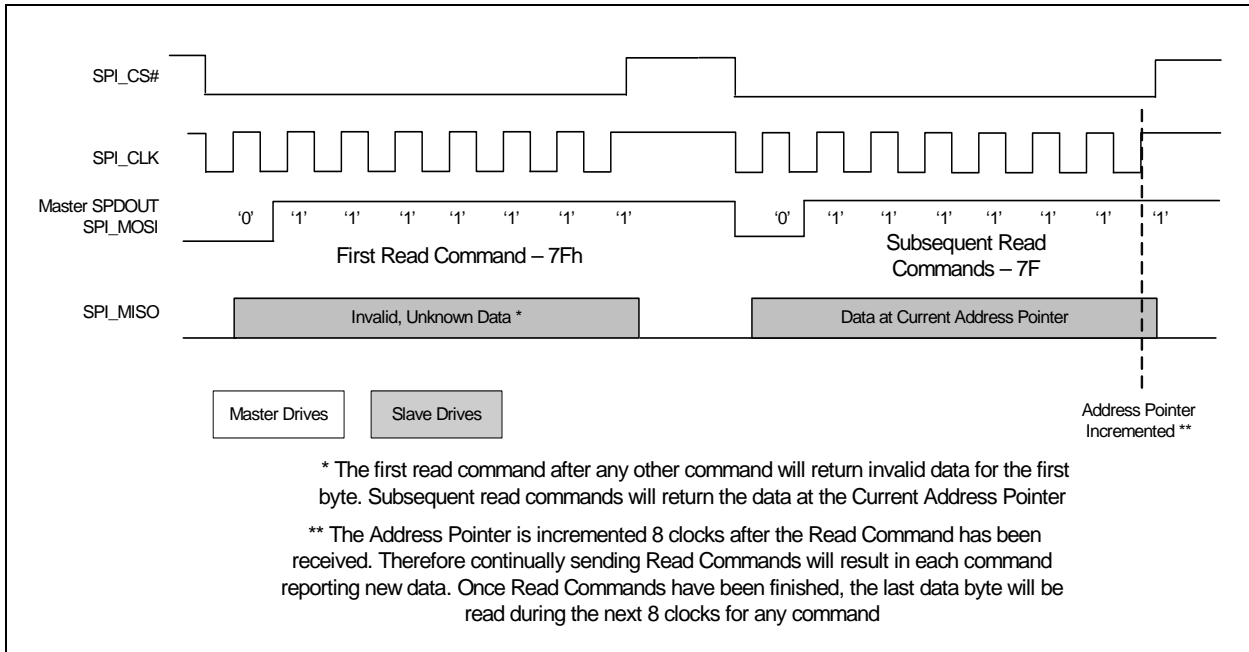 SPI_CS#
SPI_CLK
Master SPDOUT
SPI_MOSI
‘0’ ‘1’ ‘1’ ‘1’ ‘1’ ‘1’ ‘1’ ‘1’ ‘0’ ‘1’ ‘1’ ‘1’ ‘1’ ‘1’ ‘1’ ‘1’
First Read Command – 7Fh
Subsequent Read
Commands – 7F
SPI_MISO
Invalid, Unknown Data *
Data at Current Address Pointer
Master Drives
Slave Drives
Address Pointer
Incremented **
* The first read command after any other command will return invalid data for the first
byte. Subsequent read commands will return the data at the Current Address Pointer
** The Address Pointer is incremented 8 clocks after the Read Command has been
received. Therefore continually sending Read Commands will result in each command
reporting new data. Once Read Commands have been finished, the last data byte will be
read during the next 8 clocks for any command